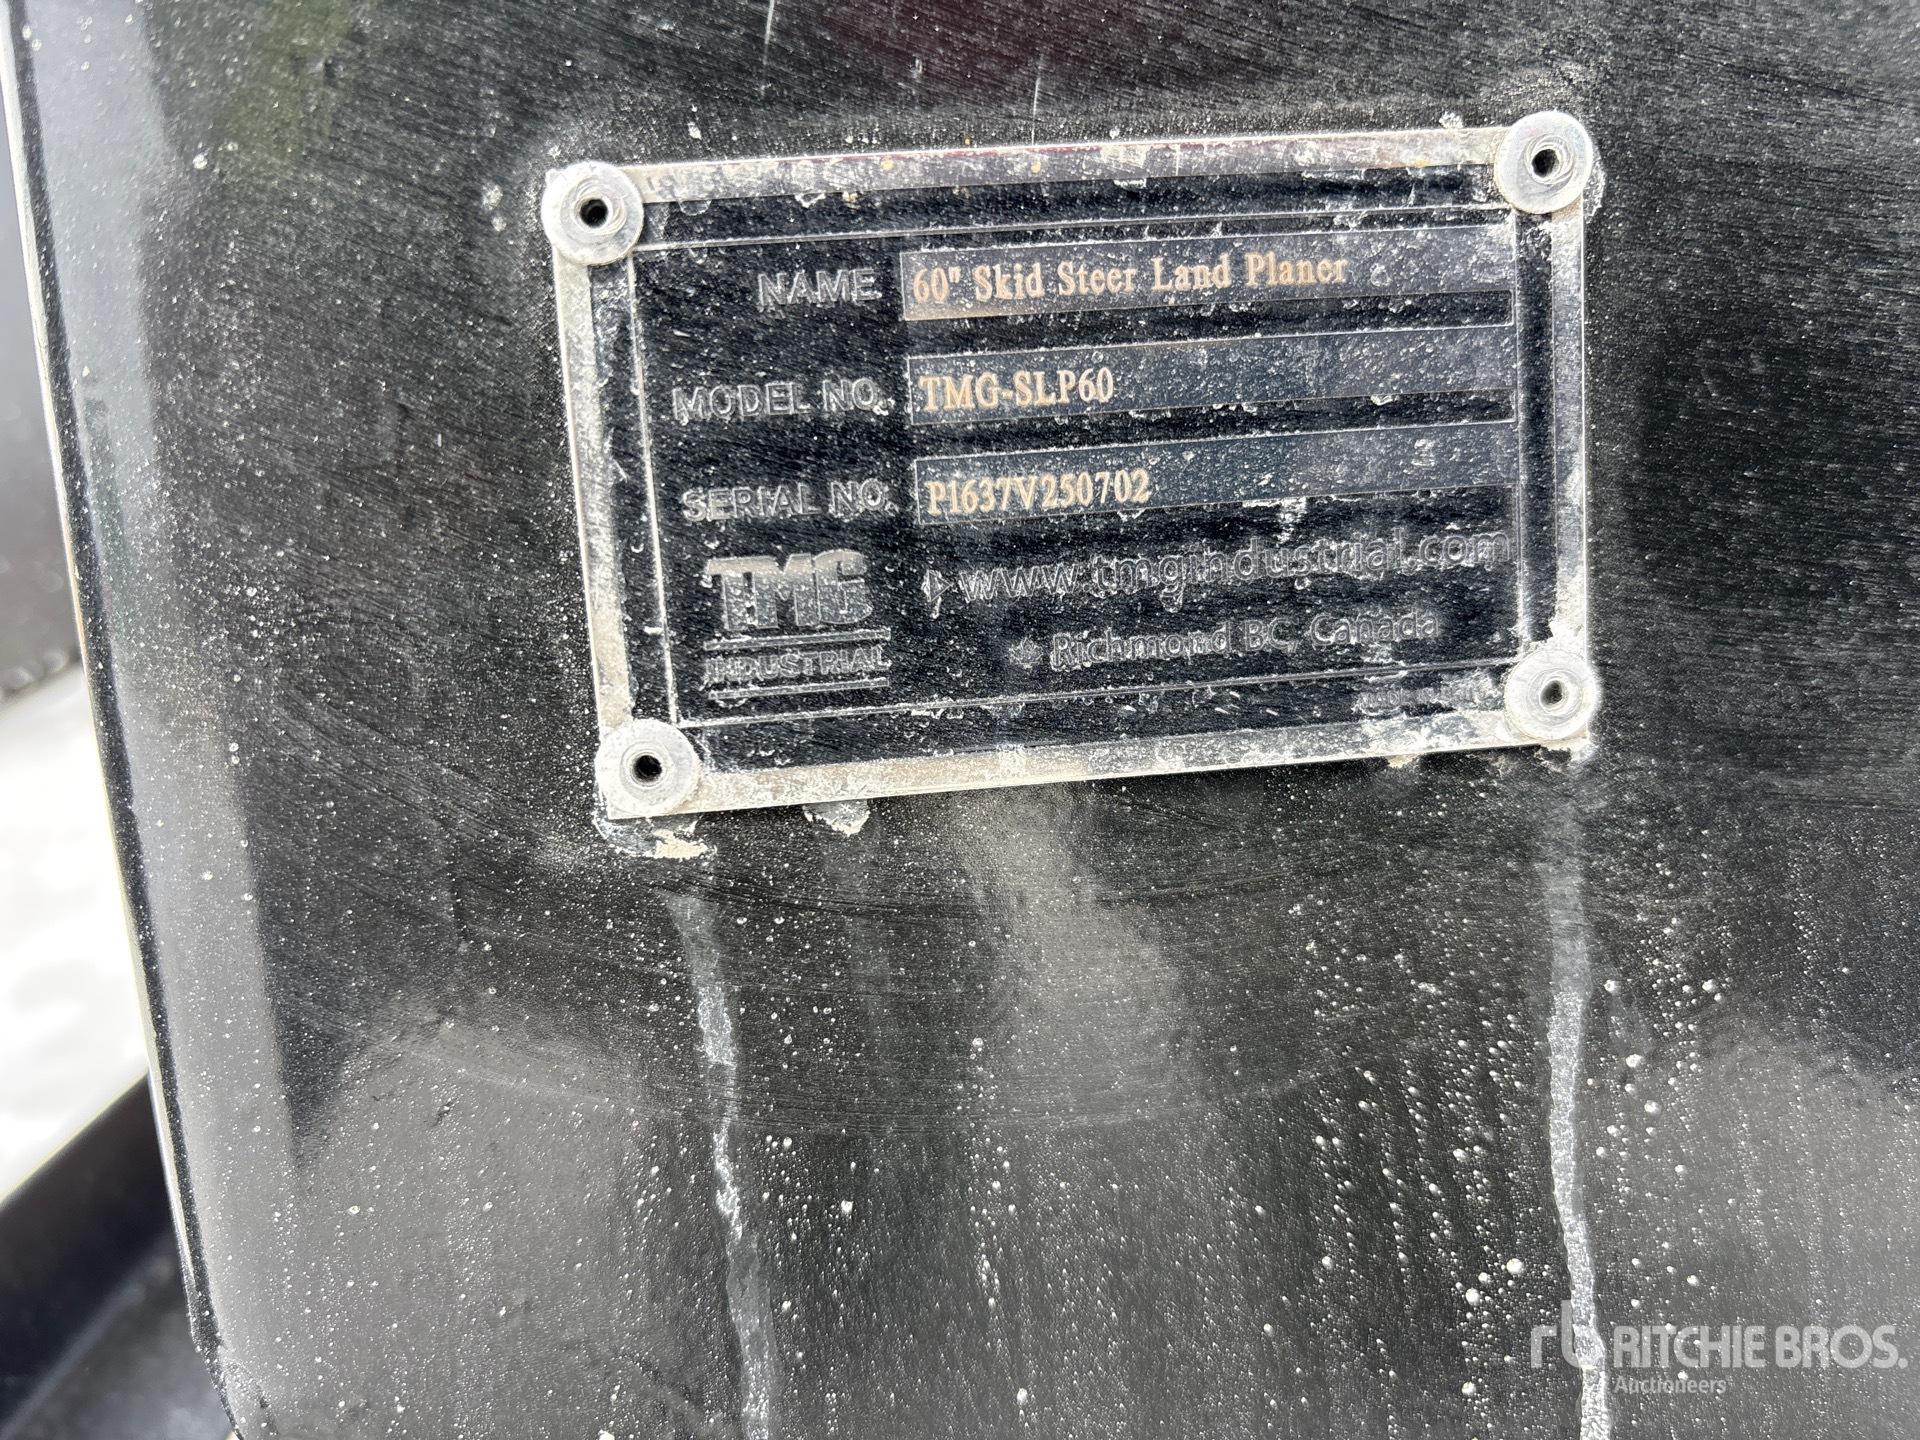 NAME 60" Skid Steer Land Planer
MODEL NO. TMG-SLP60
SERIAL NO. P1637V250702
TMG
INDUSTRIAL
www.tmgindustrial.com
Richmond BC, Canada
rb RITCHIE BROS.
Auctioneers